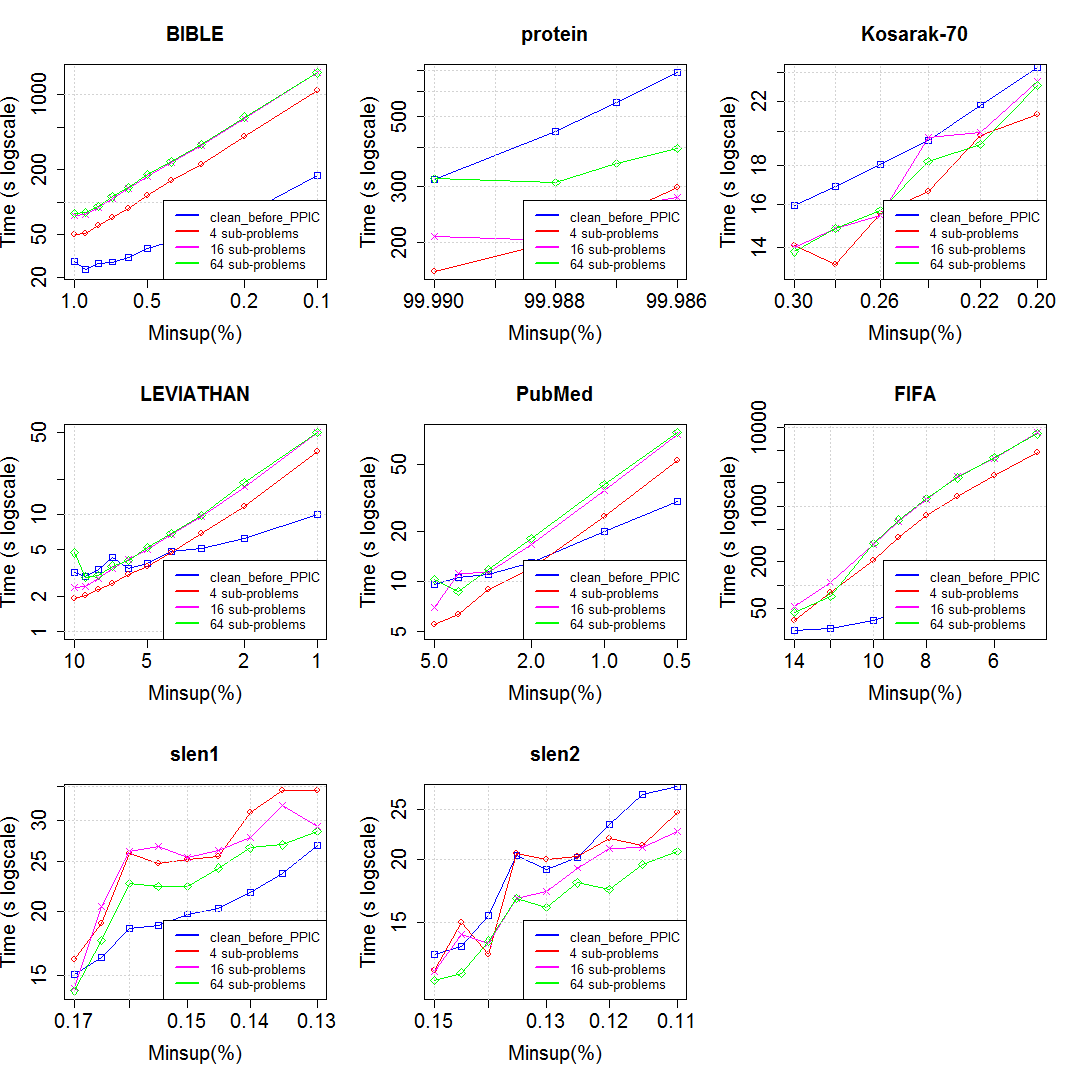 BIBLE
Time (s logscale)
1000
200
50
20
clean_before_PPIC
4 sub-problems
16 sub-problems
64 sub-problems
1.0 0.5 0.2 0.1
Minsup(%)
protein
Time (s logscale)
500
300
200
clean_before_PPIC
4 sub-problems
16 sub-problems
64 sub-problems
99.990 99.988 99.986
Minsup(%)
Kosarak-70
Time (s logscale)
22
18
16
14
clean_before_PPIC
4 sub-problems
16 sub-problems
64 sub-problems
0.30 0.26 0.22 0.20
Minsup(%)
LEVIATHAN
Time (s logscale)
50
10
5
2
1
clean_before_PPIC
4 sub-problems
16 sub-problems
64 sub-problems
10 5 2 1
Minsup(%)
PubMed
Time (s logscale)
50
20
10
5
clean_before_PPIC
4 sub-problems
16 sub-problems
64 sub-problems
5.0 2.0 1.0 0.5
Minsup(%)
FIFA
Time (s logscale)
10000
1000
200
50
clean_before_PPIC
4 sub-problems
16 sub-problems
64 sub-problems
14 10 8 6
Minsup(%)
slen1
Time (s logscale)
30
25
20
15
clean_before_PPIC
4 sub-problems
16 sub-problems
64 sub-problems
0.17 0.15 0.14 0.13
Minsup(%)
slen2
Time (s logscale)
25
20
15
clean_before_PPIC
4 sub-problems
16 sub-problems
64 sub-problems
0.15 0.13 0.12 0.11
Minsup(%)